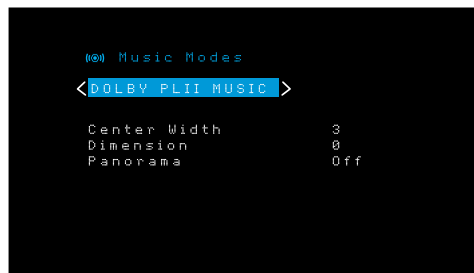 Music Modes
DOLBY PLII MUSIC
Center Width 3
Dimension 0
Panorama Off